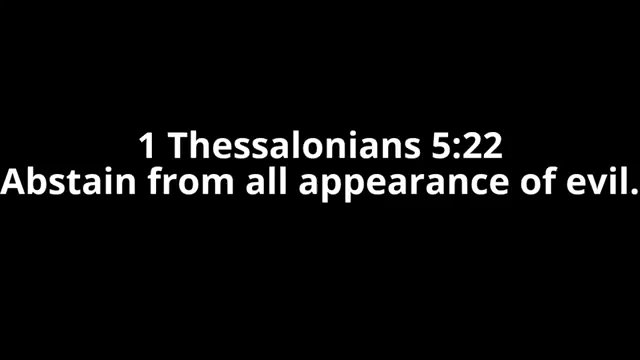 1 Thessalonians 5:22
Abstain from all appearance of evil.